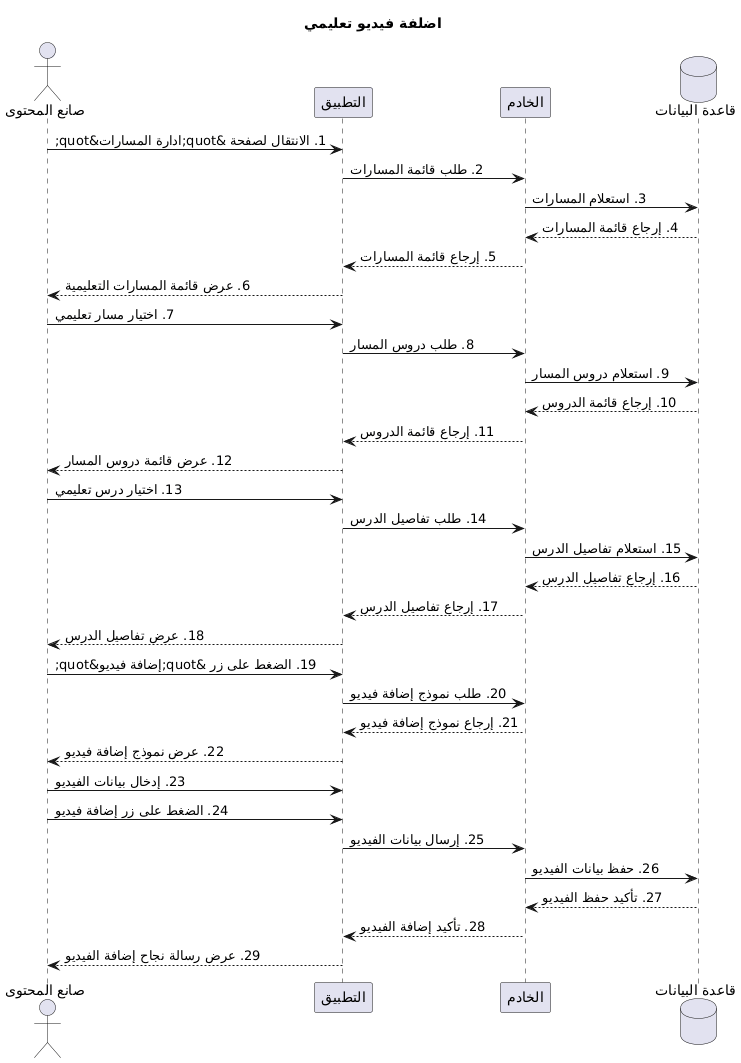 اضلفة فيديو تعليمي
صانع المحتوى
التطبيق
الخادم
قاعدة البيانات
1. الانتقال لصفحة &quot;ادارة المسارات&quot;
2. طلب قائمة المسارات
3. استعلام المسارات
4. إرجاع قائمة المسارات
5. إرجاع قائمة المسارات
6. عرض قائمة المسارات التعليمية
7. اختيار مسار تعليمي
8. طلب دروس المسار
9. استعلام دروس المسار
10. إرجاع قائمة الدروس
11. إرجاع قائمة الدروس
12. عرض قائمة دروس المسار
13. اختيار درس تعليمي
14. طلب تفاصيل الدرس
15. استعلام تفاصيل الدرس
16. إرجاع تفاصيل الدرس
17. إرجاع تفاصيل الدرس
18. عرض تفاصيل الدرس
19. الضغط على زر &quot;إضافة فيديو&quot;
20. طلب نموذج إضافة فيديو
21. إرجاع نموذج إضافة فيديو
22. عرض نموذج إضافة فيديو
23. إدخال بيانات الفيديو
24. الضغط على زر إضافة فيديو
25. إرسال بيانات الفيديو
26. حفظ بيانات الفيديو
27. تأكيد حفظ الفيديو
28. تأكيد إضافة الفيديو
29. عرض رسالة نجاح إضافة الفيديو
صانع المحتوى
التطبيق
الخادم
قاعدة البيانات